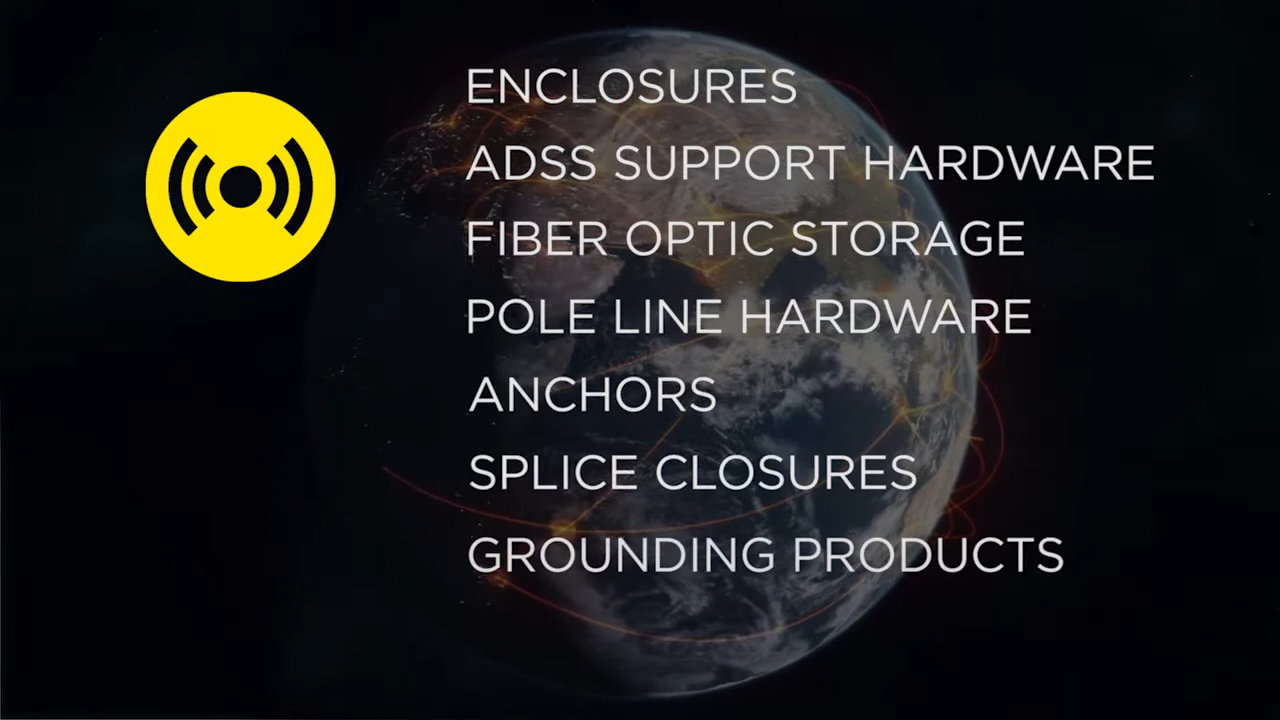 ENCLOSURES
ADSS SUPPORT HARDWARE
FIBER OPTIC STORAGE
POLE LINE HARDWARE
ANCHORS
SPLICE CLOSURES
GROUNDING PRODUCTS